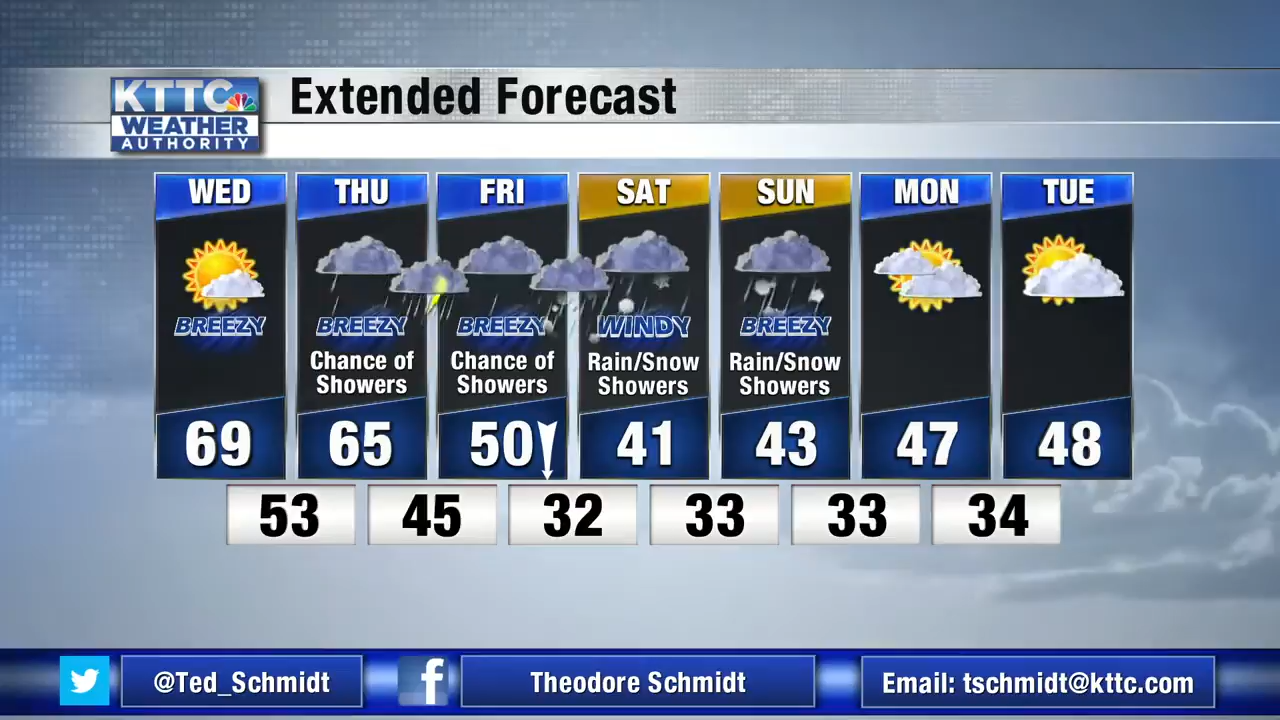 KTTC
WEATHER
AUTHORITY
Extended Forecast
WED
THU
FRI
SAT
SUN
MON
TUE
BREEZY
BREEZY
BREEZY
WINDY
BREEZY
Chance of
Showers
Chance of
Showers
Rain/Snow
Showers
Rain/Snow
Showers
69
65
50
41
43
47
48
53
45
32
33
33
34
@Ted_Schmidt
f
Theodore Schmidt
Email: tschmidt@kttc.com